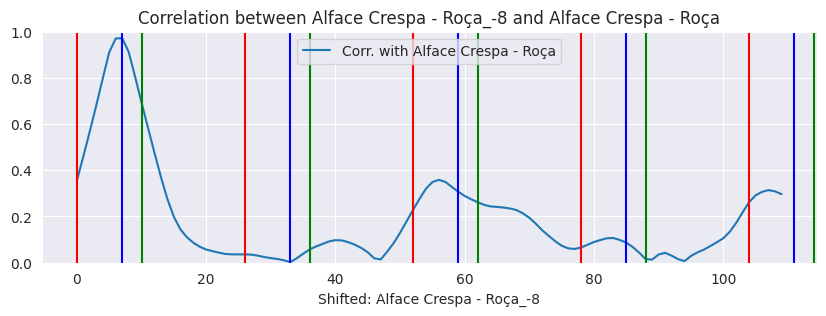 Correlation between Alface Crespa - Roça_-8 and Alface Crespa - Roça
Corr. with Alface Crespa - Roça
1.0
0.8
0.6
0.4
0.2
0.0
0 20 40 60 80 100
Shifted: Alface Crespa - Roça_-8